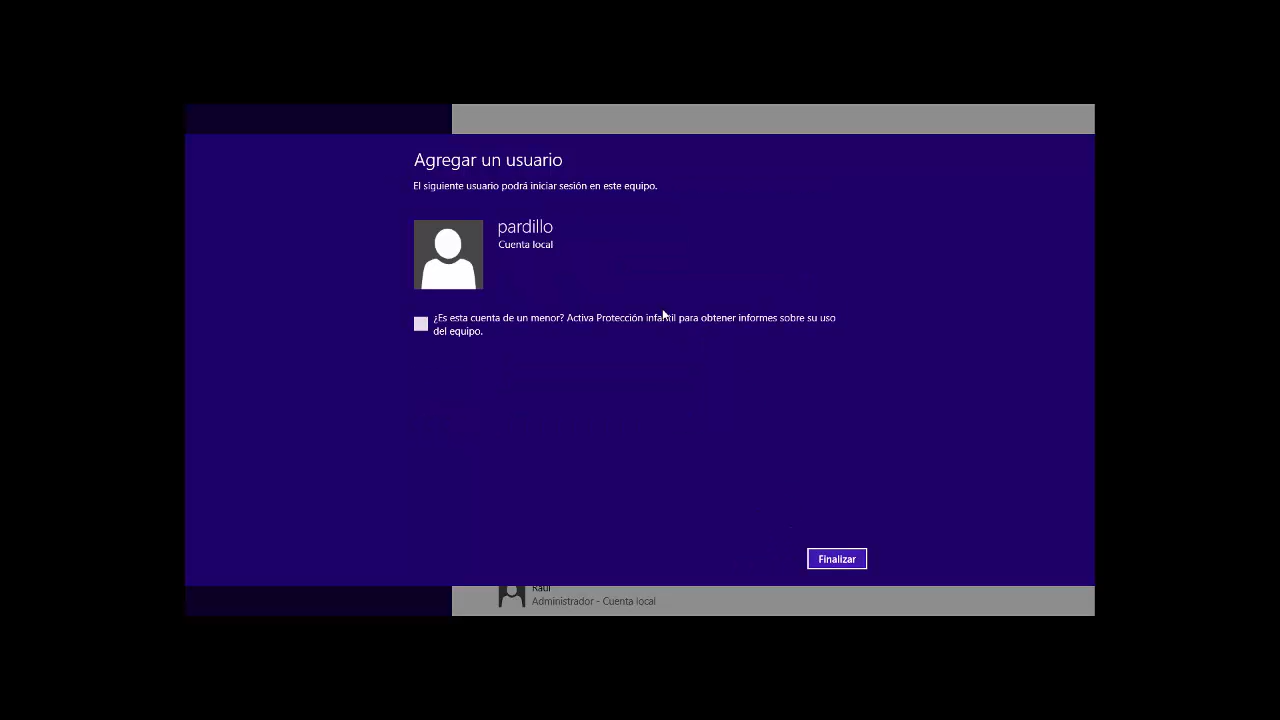 Agregar un usuario
El siguiente usuario podrá iniciar sesión en este equipo.
pardillo
Cuenta local
¿Es esta cuenta de un menor? Activa Protección infantil para obtener informes sobre su uso
del equipo.
Finalizar
Raúl
Administrador - Cuenta local